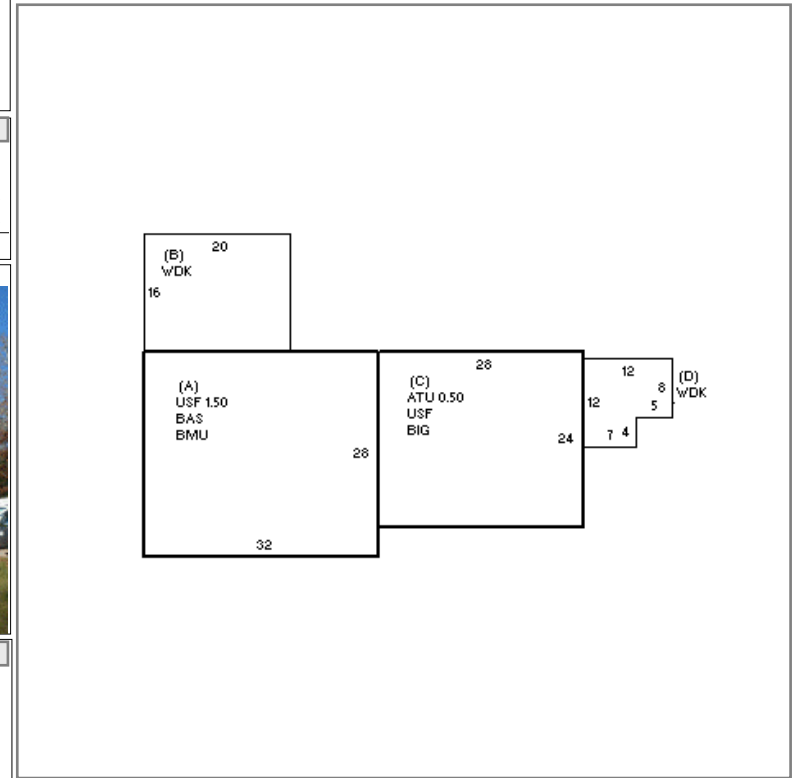 20
(B)
WDK
16
28
(A)
USF 1.50
BAS
BMU
28
32
(C)
ATU 0.50
USF
BIG
24
12
(D)
WDK
8
12
5
7 4